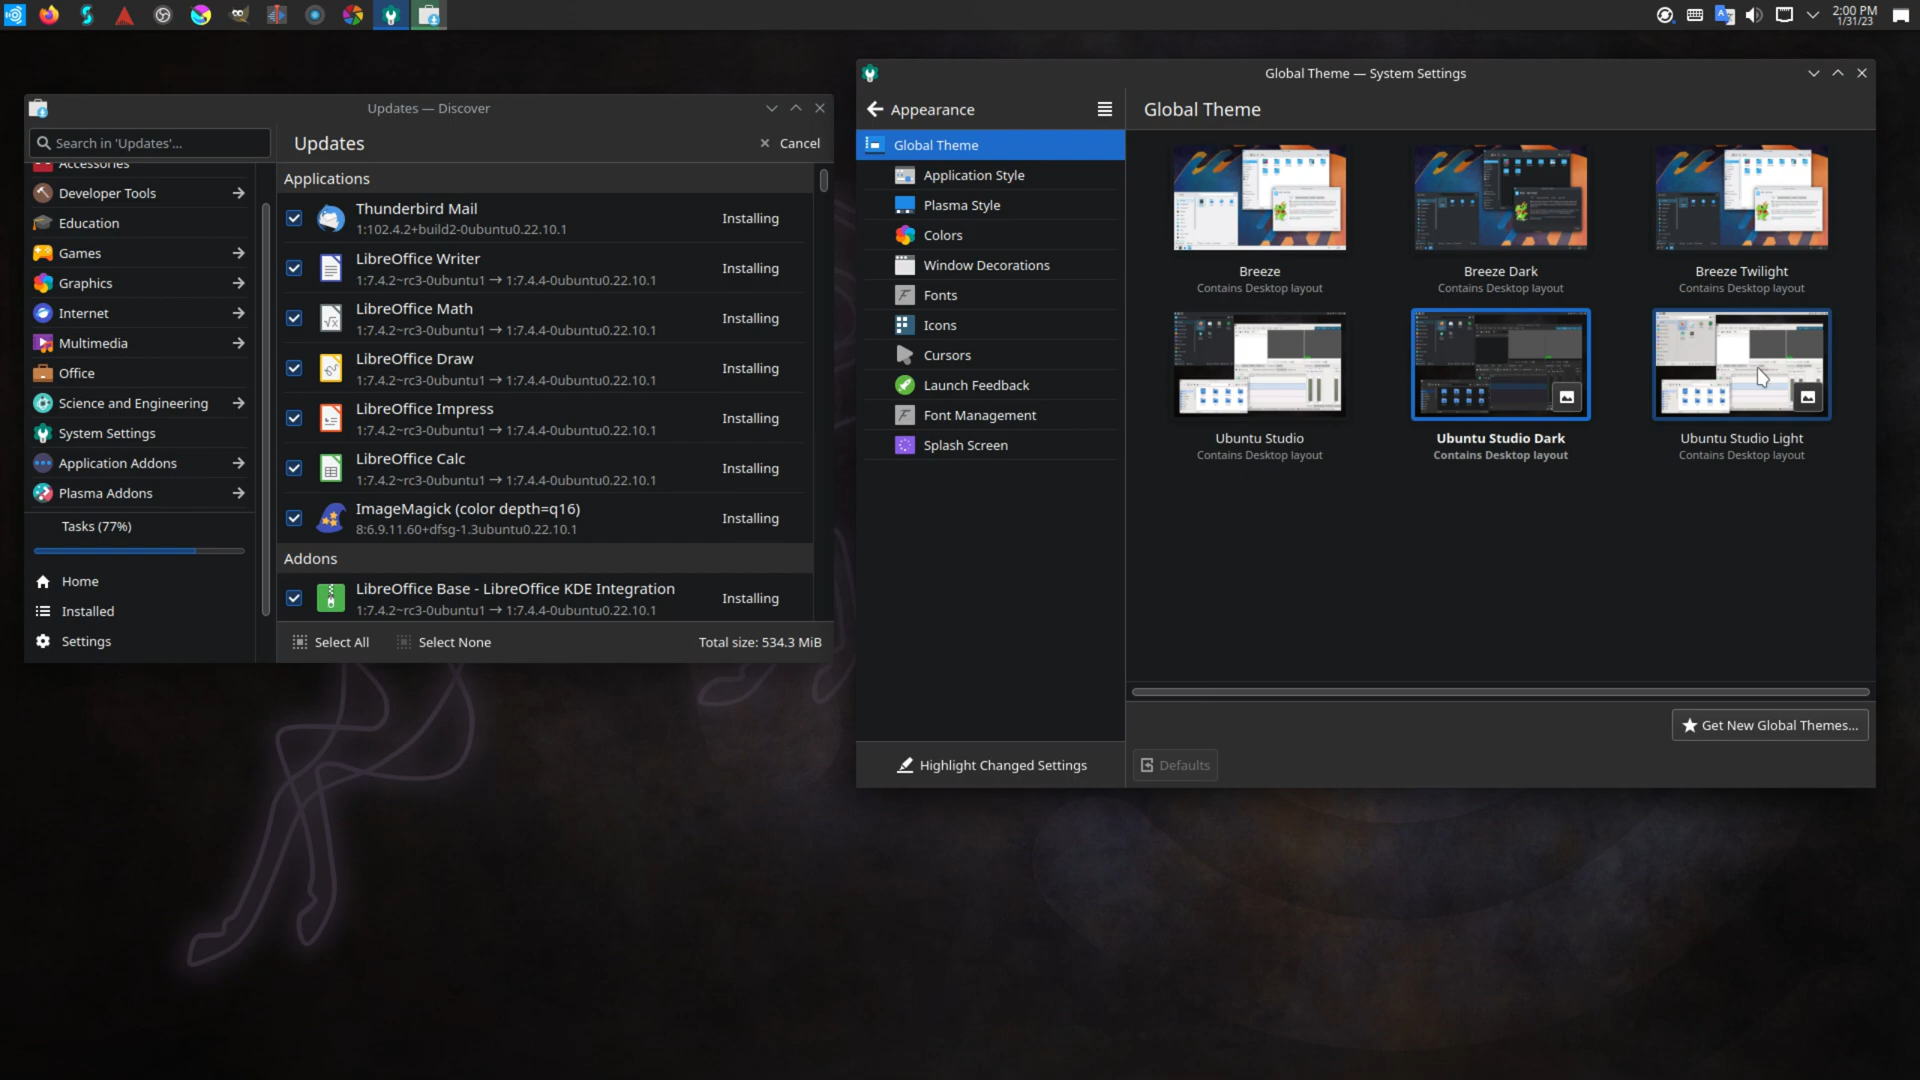 2:00 PM
1/31/23
Updates — Discover
Search in 'Updates'...
Accessories
Developer Tools
Education
Games
Graphics
Internet
Multimedia
Office
Science and Engineering
System Settings
Application Addons
Plasma Addons
Tasks (77%)
Home
Installed
Settings
Updates
Cancel
Applications
Thunderbird Mail
1:102.4.2+build2-0ubuntu0.22.10.1
Installing
LibreOffice Writer
1:7.4.2~rc3-0ubuntu1 → 1:7.4.4-0ubuntu0.22.10.1
Installing
LibreOffice Math
1:7.4.2~rc3-0ubuntu1 → 1:7.4.4-0ubuntu0.22.10.1
Installing
LibreOffice Draw
1:7.4.2~rc3-0ubuntu1 → 1:7.4.4-0ubuntu0.22.10.1
Installing
LibreOffice Impress
1:7.4.2~rc3-0ubuntu1 → 1:7.4.4-0ubuntu0.22.10.1
Installing
LibreOffice Calc
1:7.4.2~rc3-0ubuntu1 → 1:7.4.4-0ubuntu0.22.10.1
Installing
ImageMagick (color depth=q16)
8:6.9.11.60+dfsg-1.3ubuntu0.22.10.1
Installing
Addons
LibreOffice Base - LibreOffice KDE Integration
1:7.4.2~rc3-0ubuntu1 → 1:7.4.4-0ubuntu0.22.10.1
Installing
Select All
Select None
Total size: 534.3 MiB
Global Theme — System Settings
Appearance
Global Theme
Application Style
Plasma Style
Colors
Window Decorations
Fonts
Icons
Cursors
Launch Feedback
Font Management
Splash Screen
Highlight Changed Settings
Global Theme
Breeze
Contains Desktop layout
Breeze Dark
Contains Desktop layout
Breeze Twilight
Contains Desktop layout
Ubuntu Studio
Contains Desktop layout
Ubuntu Studio Dark
Contains Desktop layout
Ubuntu Studio Light
Contains Desktop layout
Get New Global Themes...
Defaults